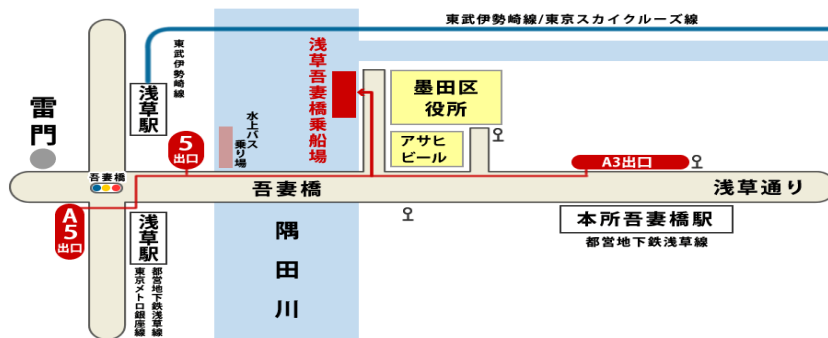 東武伊勢崎線/東京スカイクルーズ線
東武伊勢崎線
浅草駅
雷門
5
出口
水上バス
乗り場
浅草吾妻橋乗船場
墨田区
役所
アサヒ
ビール
A3出口
吾妻橋
吾妻橋
浅草通り
A
5
出口
浅草駅
都営地下鉄浅草線
東京メトロ銀座線
隅田川
本所吾妻橋駅
都営地下鉄浅草線